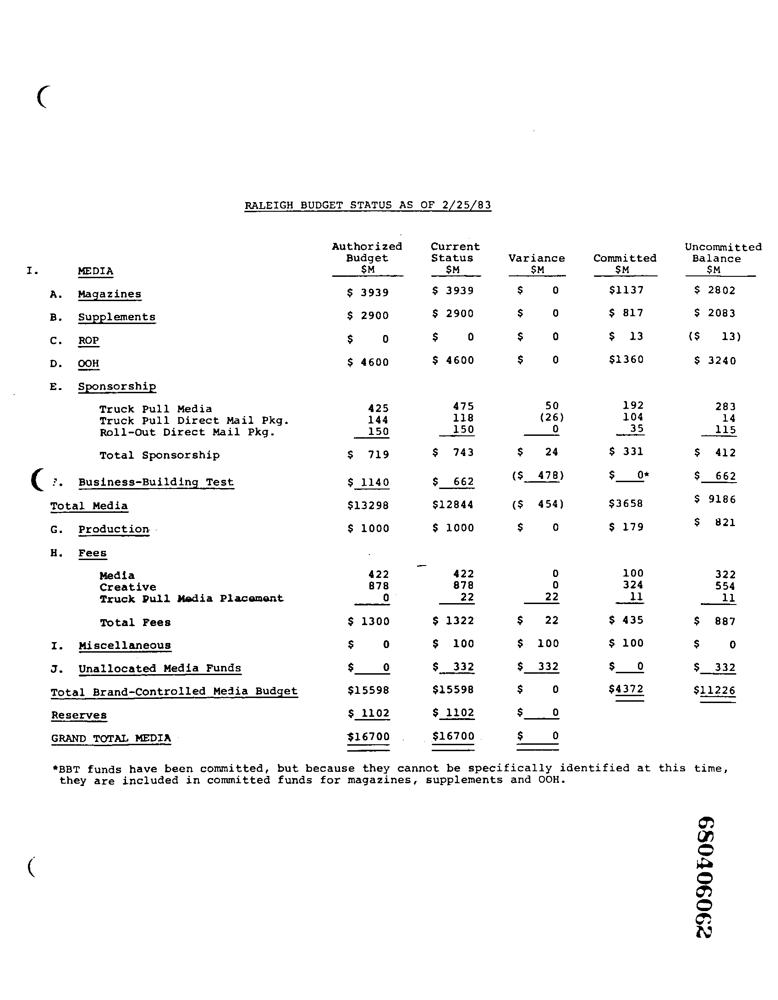 RALEIGH BUDGET STATUS AS OF 2/25/83
Authorized Current Uncommitted
Budget Status Variance Committed Balance
I. MEDIA $M $M $M $M $M
A. Magazines $ 3939 $ 3939 $ 0 $1137 $ 2802
B. Supplements $ 2900 $ 2900 $ 0 $ 817 $ 2083
C. ROP $ 0 $ 0 $ 0 $ 13 ($ 13)
D. OOH $ 4600 $ 4600 $ 0 $1360 $ 3240
E. Sponsorship
Truck Pull Media 425 475 50 192 283
Truck Pull Direct Mail Pkg. 144 118 (26) 104 14
Roll-Out Direct Mail Pkg. 150 150 0 35 115
Total Sponsorship $ 719 $ 743 $ 24 $ 331 $ 412
Business-Building Test $ 1140 $ 662 ($ 478) $ 0* $ 662
Total Media $13298 $12844 ($ 454) $3658 $ 9186
G. Production $ 1000 $ 1000 $ 0 $ 179 $ 821
H. Fees
Media 422 422 0 100 322
Creative 878 878 0 324 554
Truck Pull Media Placement 0 22 22 11 11
Total Fees $ 1300 $ 1322 $ 22 $ 435 $ 887
I. Miscellaneous $ 0 $ 100 $ 100 $ 100 $ 0
J. Unallocated Media Funds $ 0 $ 332 $ 332 $ 0 $ 332
Total Brand-Controlled Media Budget $15598 $15598 $ 0 $4372 $11226
Reserves $ 1102 $ 1102 $ 0
GRAND TOTAL MEDIA $16700 $16700 $ 0
*BBT funds have been committed, but because they cannot be specifically identified at this time,
they are included in committed funds for magazines, supplements and OOH.
680406062